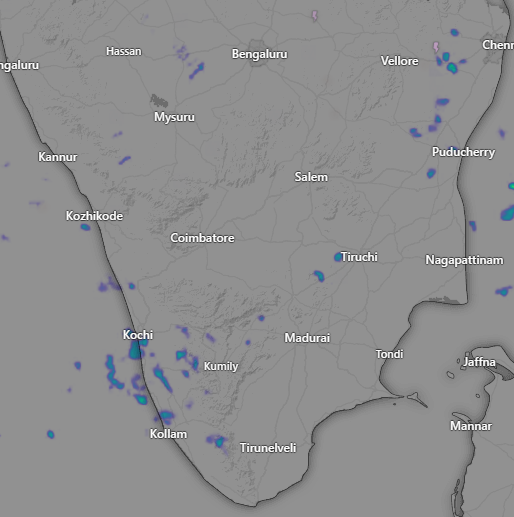 Hassan
Bengaluru
Chenn
ngaluru
Vellore
Mysuru
Kannur
Puducherry
Salem
Kozhikode
Coimbatore
Tiruchi
Nagapattinam
Kochi
Madurai
Tondi
Kumily
Jaffna
Mannar
Kollam
Tirunelveli